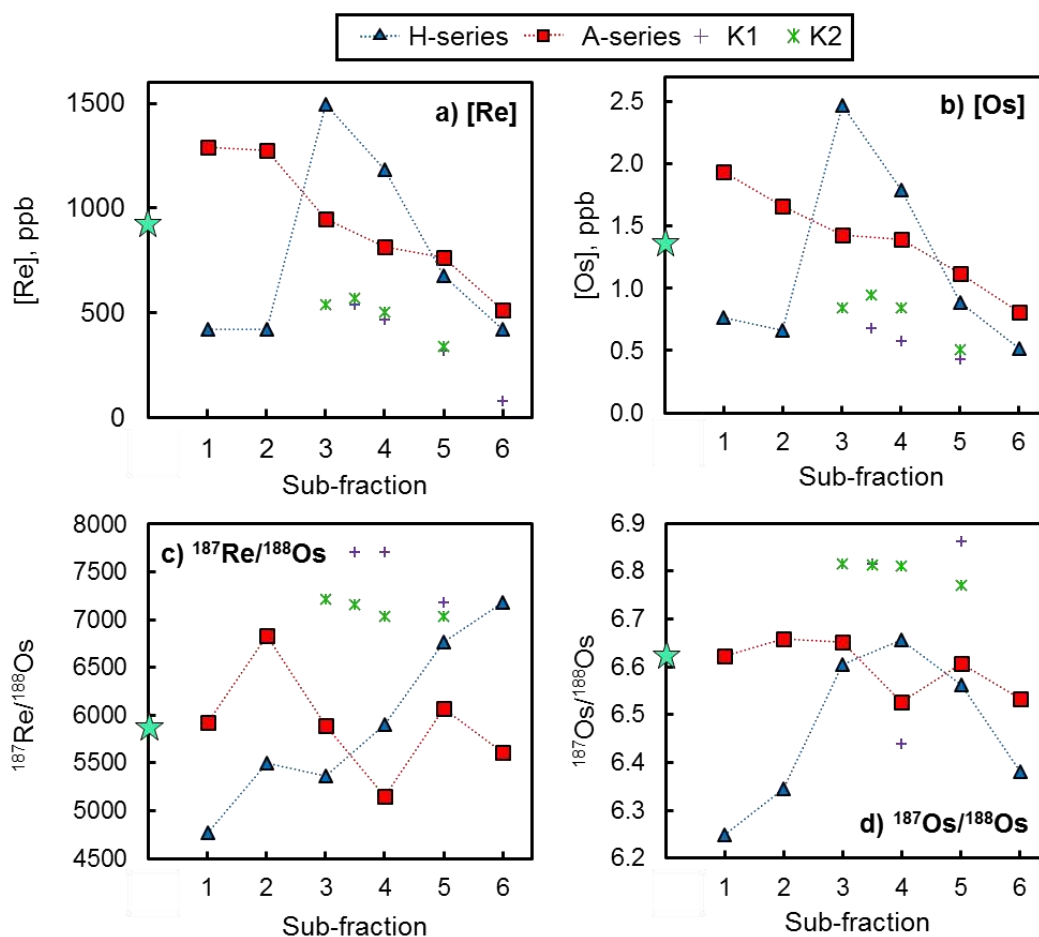 H-series A-series K1 K2
a) [Re]
[Re], ppb
1500
1000
500
0
1 2 3 4 5 6
Sub-fraction
b) [Os]
[Os], ppb
2.5
2.0
1.5
1.0
0.5
0.0
1 2 3 4 5 6
Sub-fraction
c) ¹⁸⁷Re/¹⁸⁸Os
¹⁸⁷Re/¹⁸⁸Os
8000
7500
7000
6500
6000
5500
5000
4500
1 2 3 4 5 6
Sub-fraction
d) ¹⁸⁷Os/¹⁸⁸Os
¹⁸⁷Os/¹⁸⁸Os
6.9
6.8
6.7
6.6
6.5
6.4
6.3
6.2
1 2 3 4 5 6
Sub-fraction